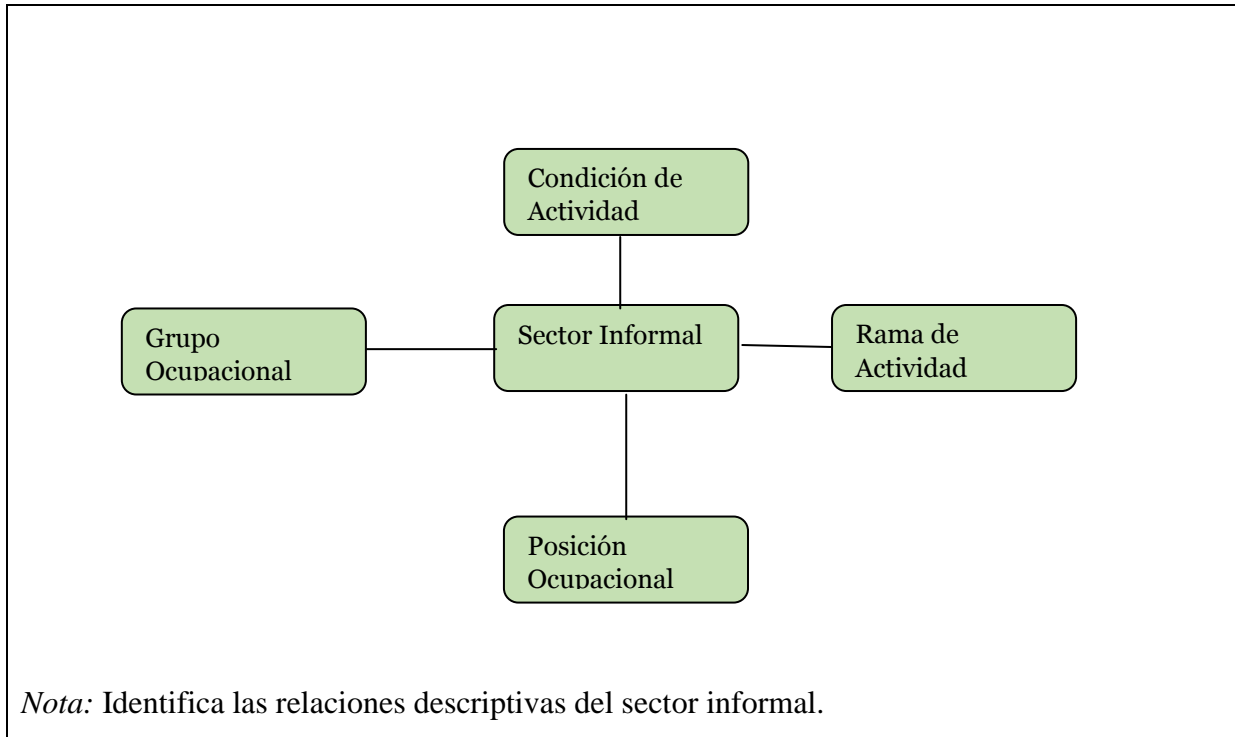 Condición de
Actividad
Grupo
Ocupacional
Sector Informal
Rama de
Actividad
Posición
Ocupacional
Nota: Identifica las relaciones descriptivas del sector informal.